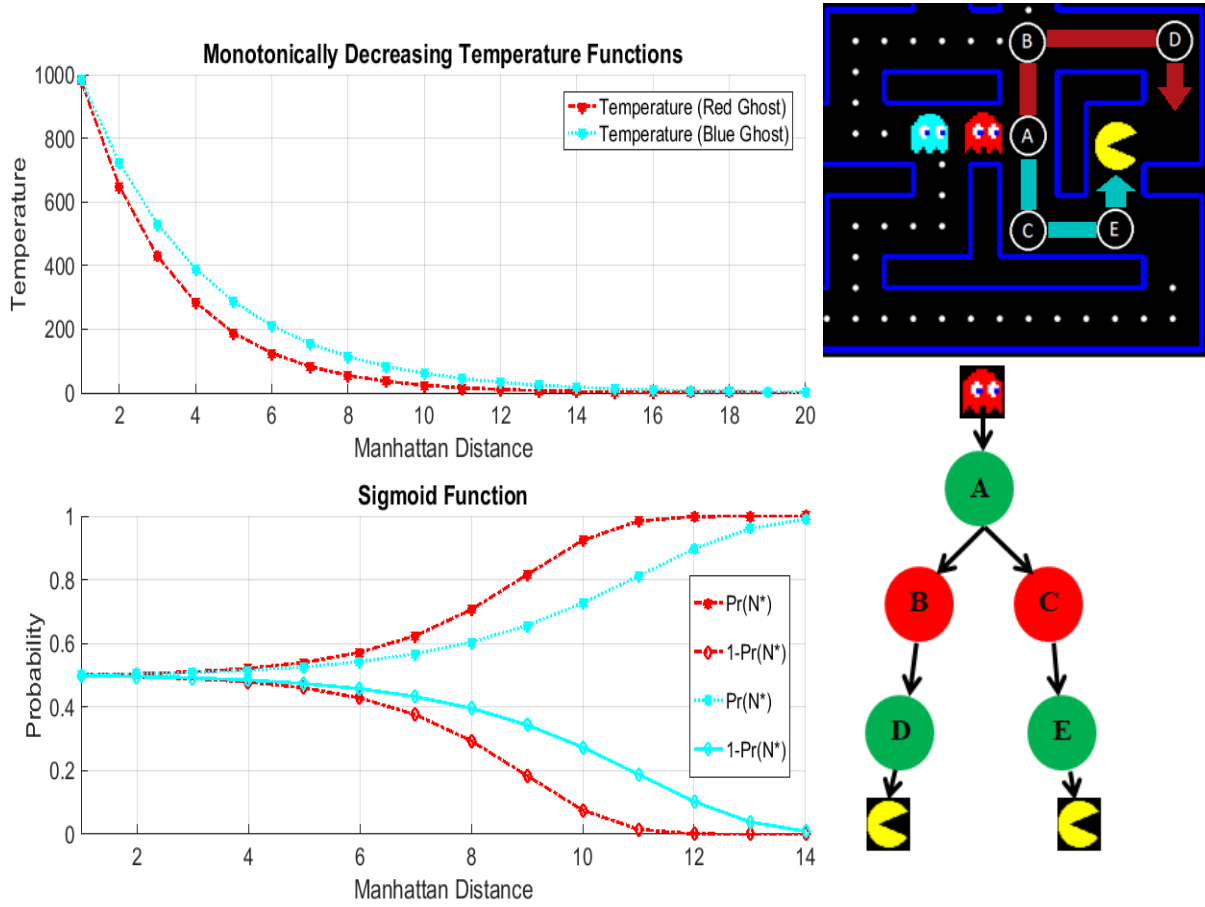 Monotonically Decreasing Temperature Functions
1000
800
600
400
200
0
Temperature
Temperature (Red Ghost)
Temperature (Blue Ghost)
2 4 6 8 10 12 14 16 18 20
Manhattan Distance
B
D
A
C
E
Sigmoid Function
1
0.8
0.6
0.4
0.2
0
Probability
Pr(N*)
1-Pr(N*)
Pr(N*)
1-Pr(N*)
2 4 6 8 10 12 14
Manhattan Distance
A
B C
D E